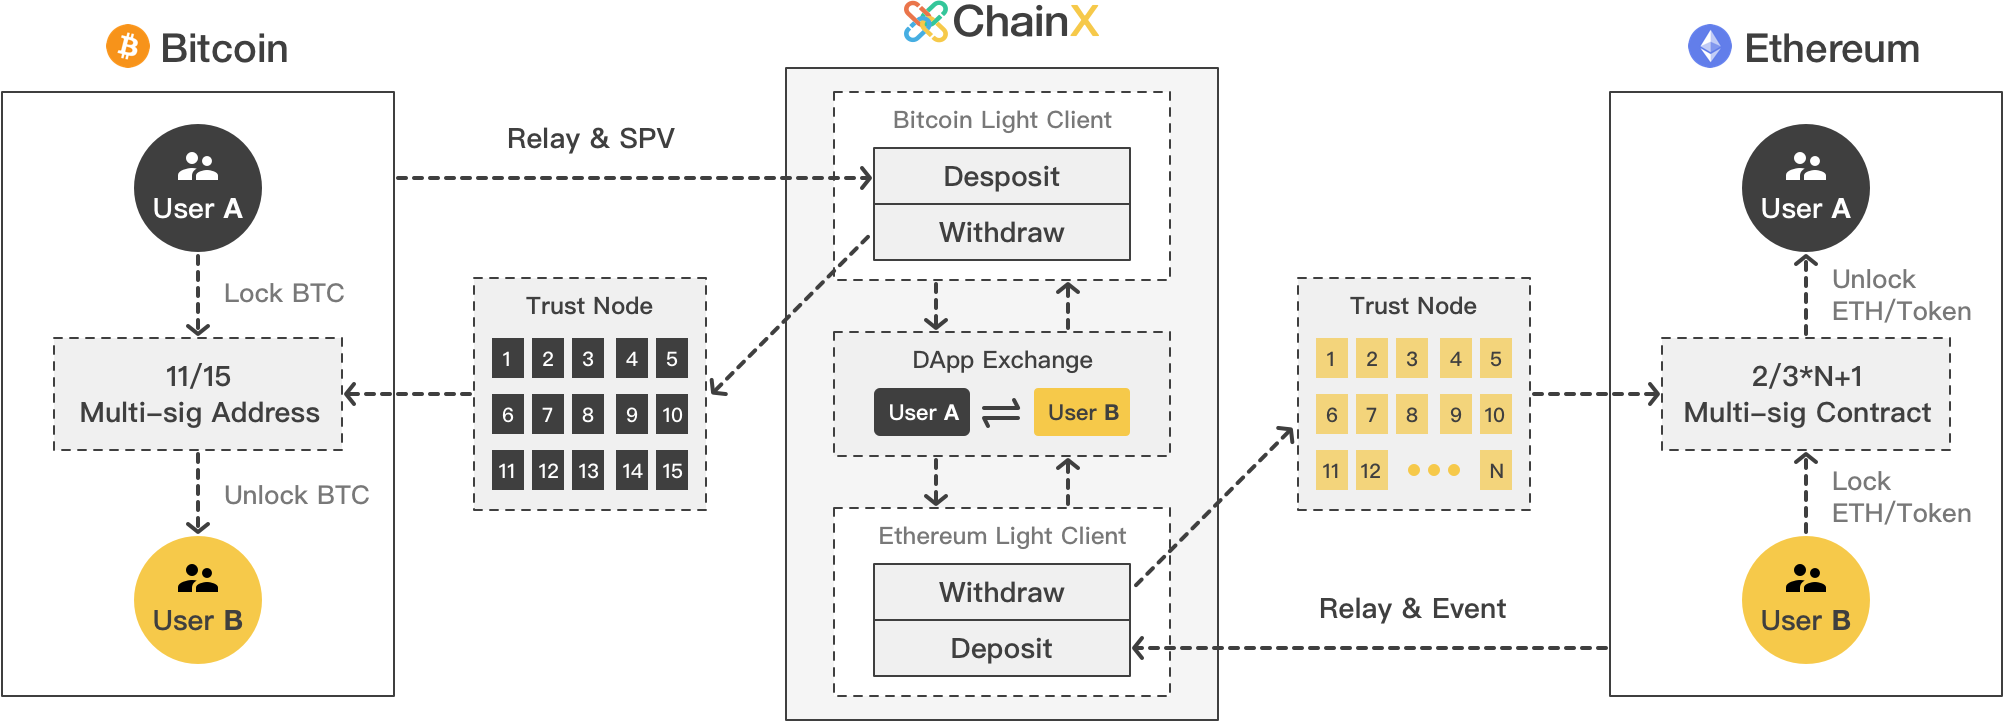 Bitcoin
User A
Lock BTC
11/15
Multi-sig Address
Unlock BTC
User B
Relay & SPV
Trust Node
1 2 3 4 5
6 7 8 9 10
11 12 13 14 15
ChainX
Bitcoin Light Client
Desposit
Withdraw
DApp Exchange
User A
User B
Ethereum Light Client
Withdraw
Deposit
Trust Node
1 2 3 4 5
6 7 8 9 10
11 12 N
Relay & Event
Ethereum
User A
Unlock
ETH/Token
2/3*N+1
Multi-sig Contract
Lock
ETH/Token
User B